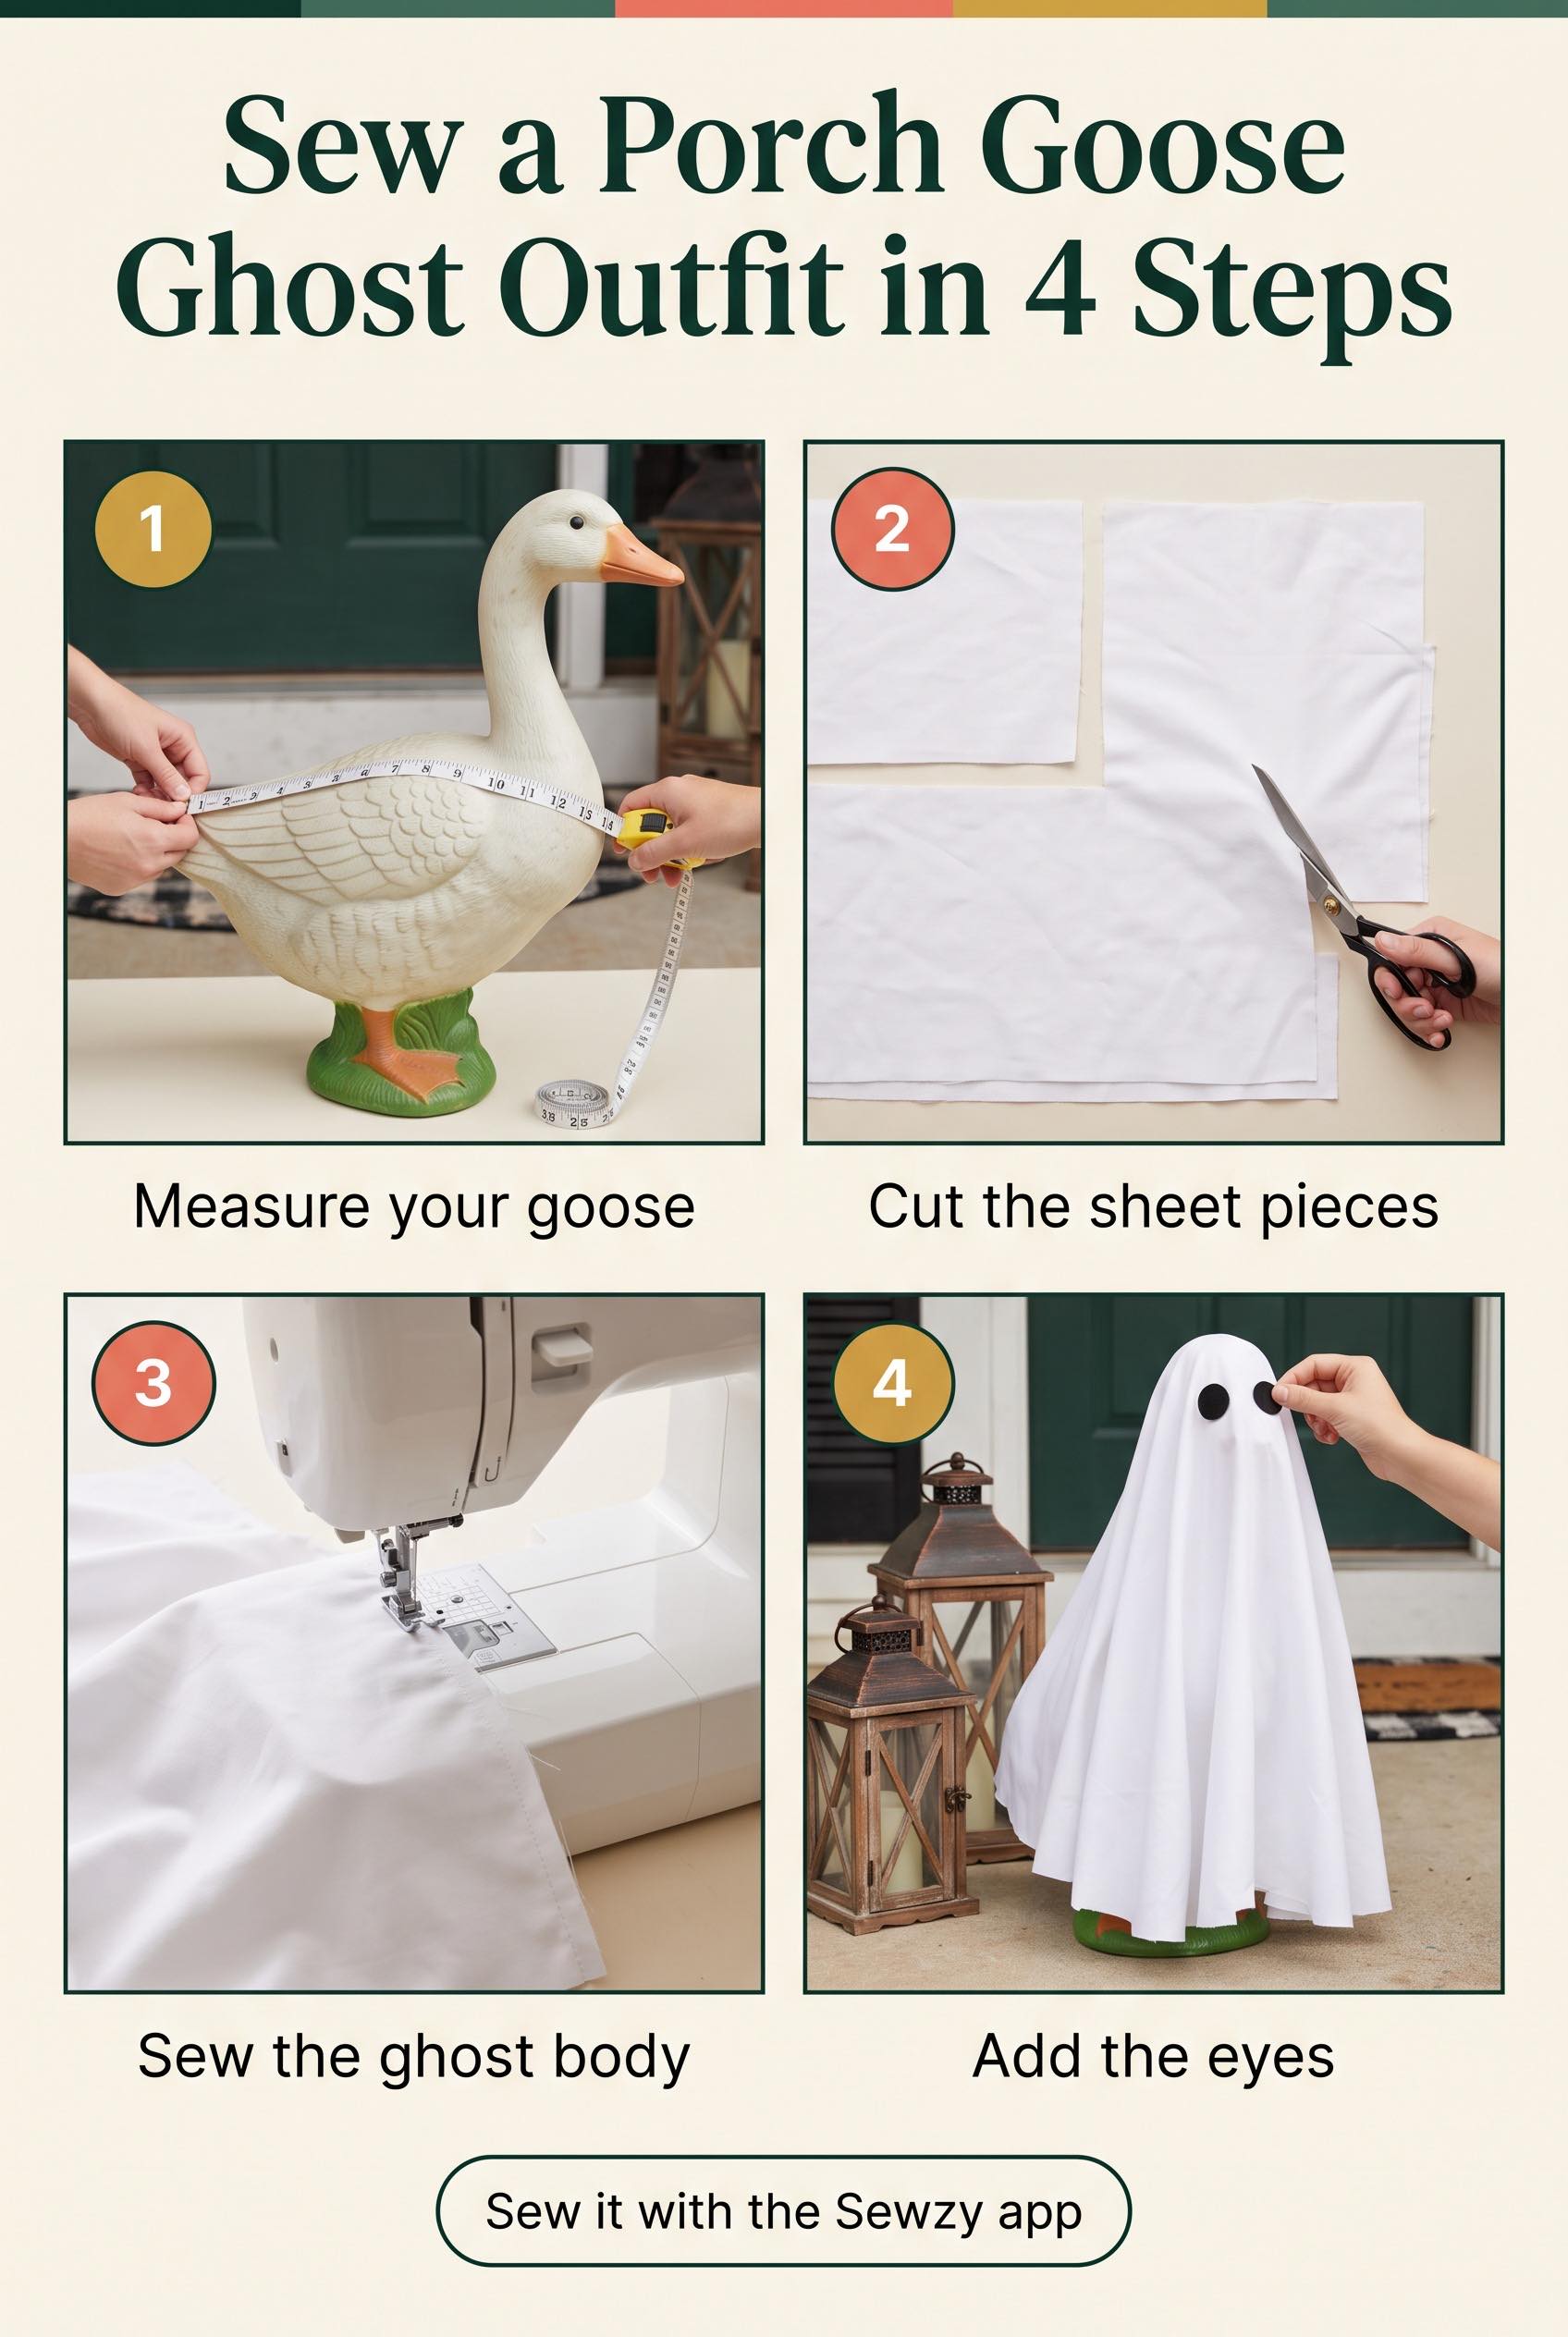 Sew a Porch Goose
Ghost Outfit in 4 Steps
1
2
Measure your goose
Cut the sheet pieces
3
4
Sew the ghost body
Add the eyes
Sew it with the Sewzy app